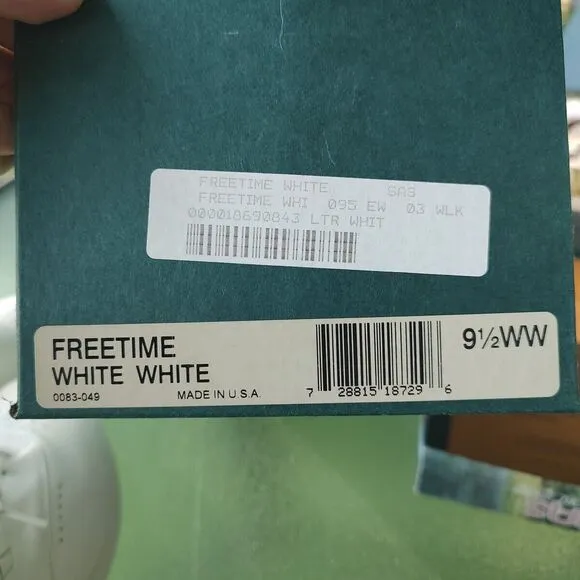 FREETIME WHITE SAS
FREETIME WHI 095 EW 03 WLK
000018690843 LTR WHIT
FREETIME
WHITE WHITE
0083-049 MADE IN U.S.A.
7 28815 18729 6
9½WW